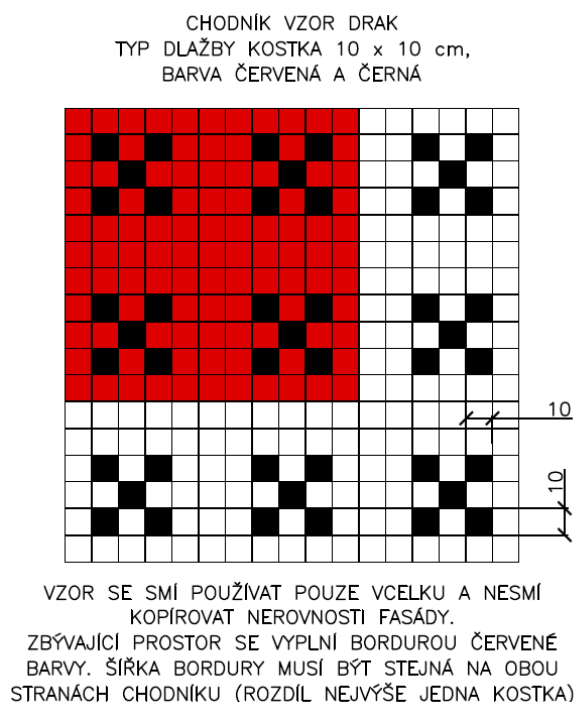 CHODNÍK VZOR DRAK
TYP DLAŽBY KOSTKA 10 x 10 cm,
BARVA ČERVENÁ A ČERNÁ
10
10
VZOR SE SMÍ POUŽÍVAT POUZE VCELKU A NESMÍ
KOPÍROVAT NEROVNOSTI FASÁDY.
ZBÝVAJÍCÍ PROSTOR SE VYPLNÍ BORDUROU ČERVENÉ
BARVY. ŠÍŘKA BORDURY MUSÍ BÝT STEJNÁ NA OBOU
STRANÁCH CHODNÍKU (ROZDÍL NEJVÝŠE JEDNA KOSTKA)